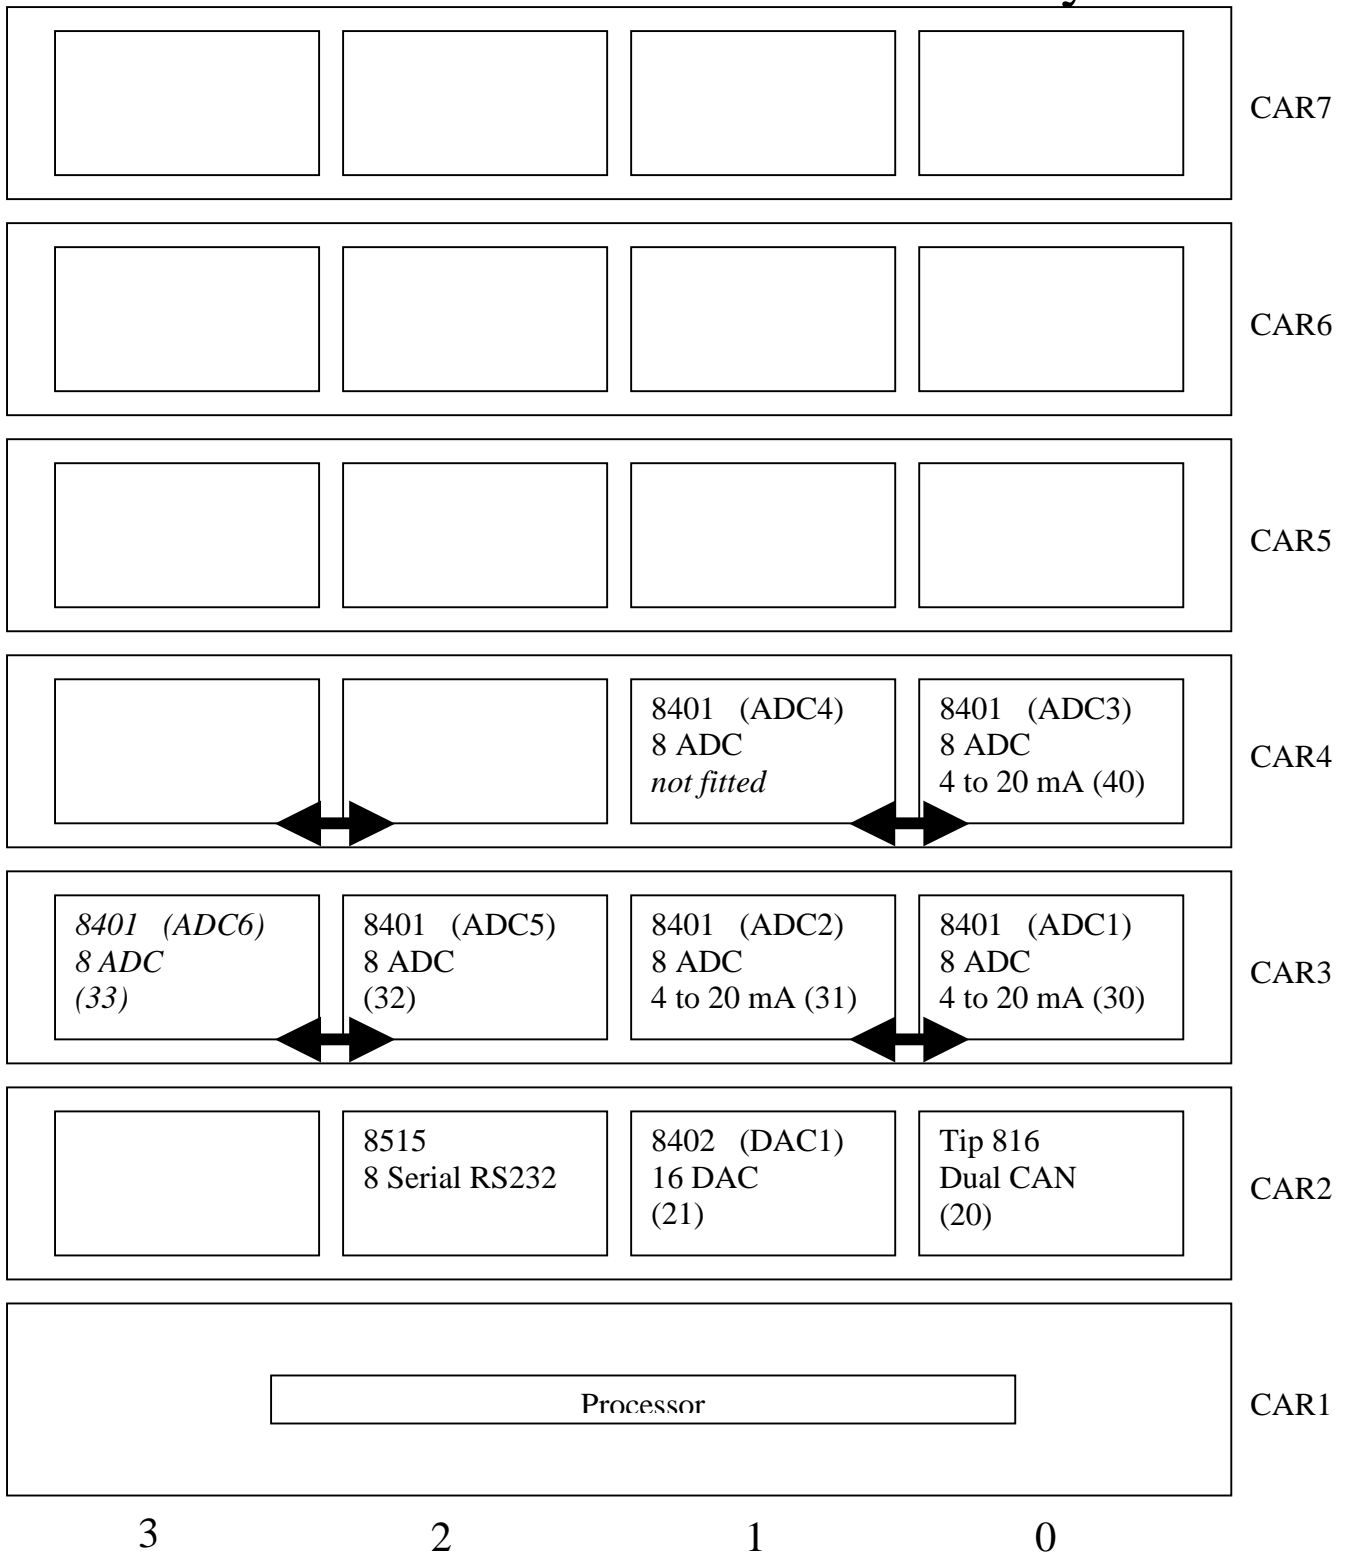 CAR7
CAR6
CAR5
8401 (ADC4)
8 ADC
not fitted
8401 (ADC3)
8 ADC
4 to 20 mA (40)
CAR4
8401 (ADC6)
8 ADC
(33)
8401 (ADC5)
8 ADC
(32)
8401 (ADC2)
8 ADC
4 to 20 mA (31)
8401 (ADC1)
8 ADC
4 to 20 mA (30)
CAR3
8515
8 Serial RS232
8402 (DAC1)
16 DAC
(21)
Tip 816
Dual CAN
(20)
CAR2
Processor
CAR1
3 2 1 0